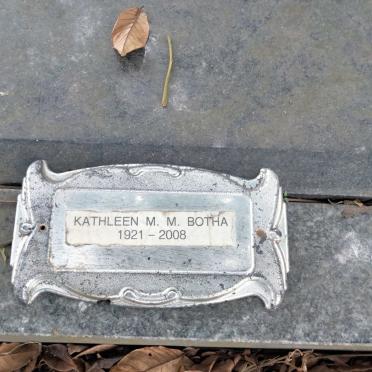 KATHLEEN M. M. BOTHA
1921 – 2008